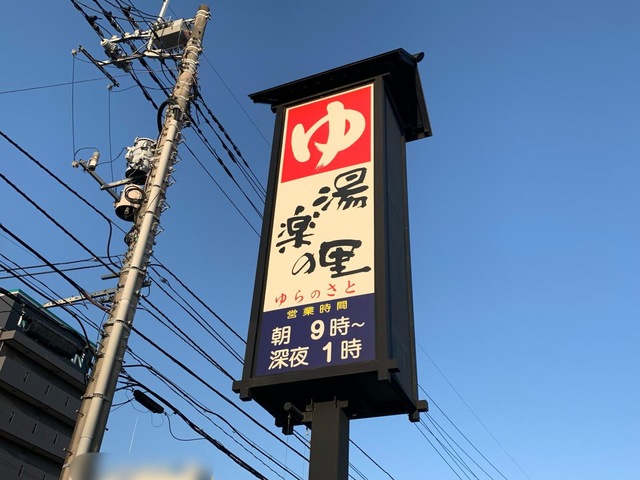 ゆ
湯楽の里
ゆらのさと
営業時間
朝 9時~
深夜 1時